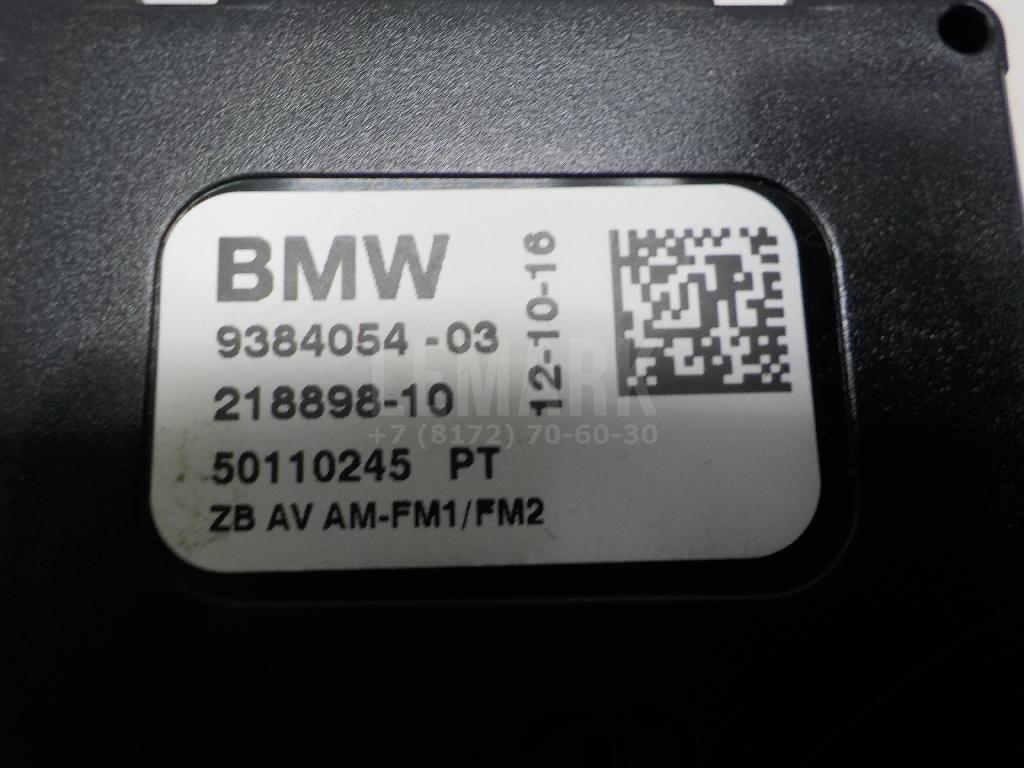 BMW
9384054-03
218898-10
50110245 PT
ZB AV AM-FM1/FM2
12-10-16
LEMARK
+7 (8172) 70-60-30